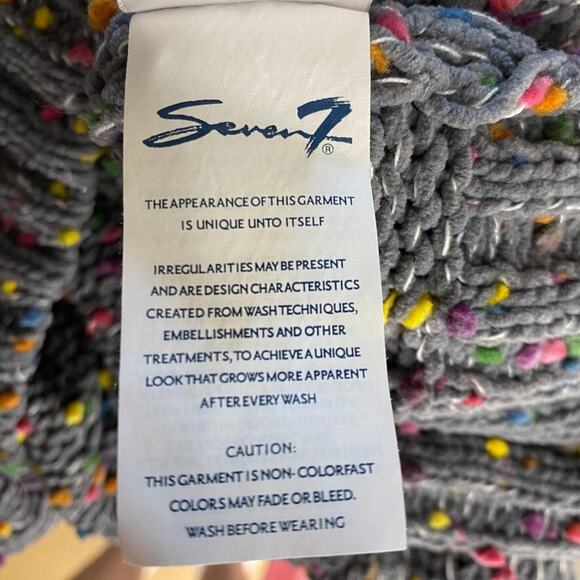 Seven7®
THE APPEARANCE OF THIS GARMENT
IS UNIQUE UNTO ITSELF
IRREGULARITIES MAY BE PRESENT
AND ARE DESIGN CHARACTERISTICS
CREATED FROM WASH TECHNIQUES,
EMBELLISHMENTS AND OTHER
TREATMENTS, TO ACHIEVE A UNIQUE
LOOK THAT GROWS MORE APPARENT
AFTER EVERY WASH
CAUTION:
THIS GARMENT IS NON-COLORFAST
COLORS MAY FADE OR BLEED.
WASH BEFORE WEARING